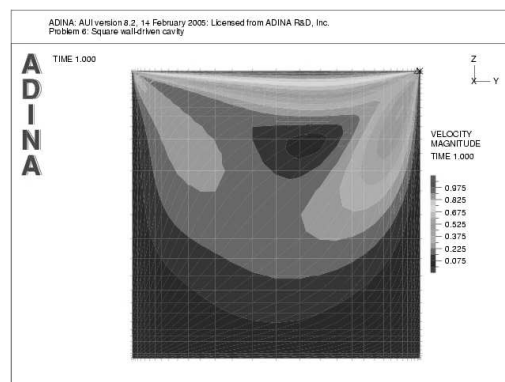 ADINA: AUI version 8.2, 14 February 2005: Licensed from ADINA R&D, Inc.
Problem 6: Square wall-driven cavity
ADINA
TIME 1.000
Z
X Y
VELOCITY
MAGNITUDE
TIME 1.000
0.975
0.825
0.675
0.525
0.375
0.225
0.075